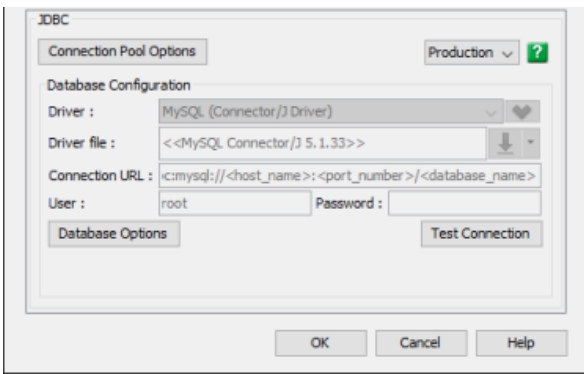 JDBC
Connection Pool Options Production ?
Database Configuration
Driver : MySQL (Connector/J Driver)
Driver file : <<MySQL Connector/J 5.1.33>>
Connection URL : c:mysql://<host_name>:<port_number>/<database_name>
User : root Password :
Database Options Test Connection
OK Cancel Help